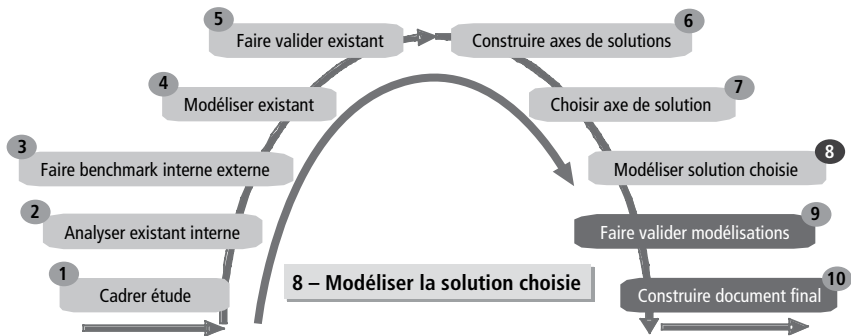 5
Faire valider existant
6
Construire axes de solutions
4
Modéliser existant
7
Choisir axe de solution
3
Faire benchmark interne externe
8
Modéliser solution choisie
2
Analyser existant interne
9
Faire valider modélisations
1
Cadrer étude
8 – Modéliser la solution choisie
10
Construire document final